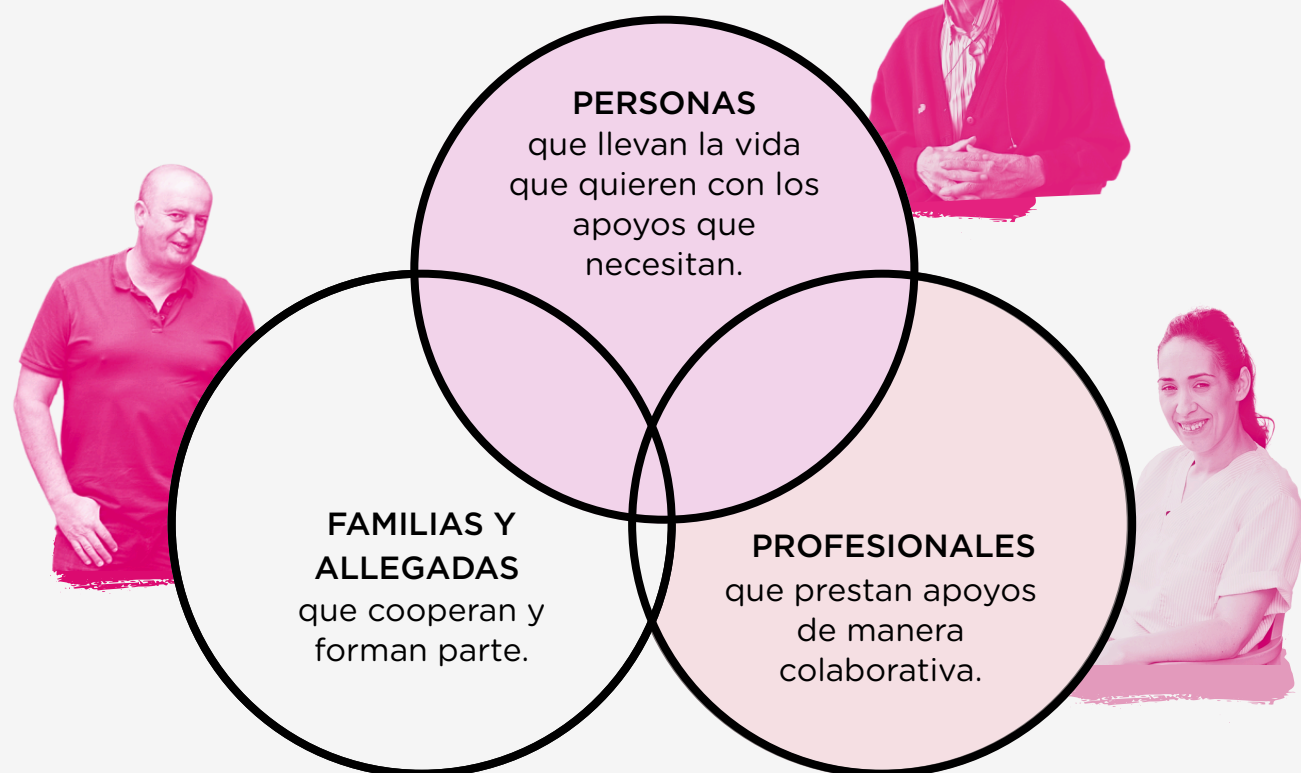 PERSONAS
que llevan la vida
que quieren con los
apoyos que
necesitan.
FAMILIAS Y
ALLEGADAS
que cooperan y
forman parte.
PROFESIONALES
que prestan apoyos
de manera
colaborativa.